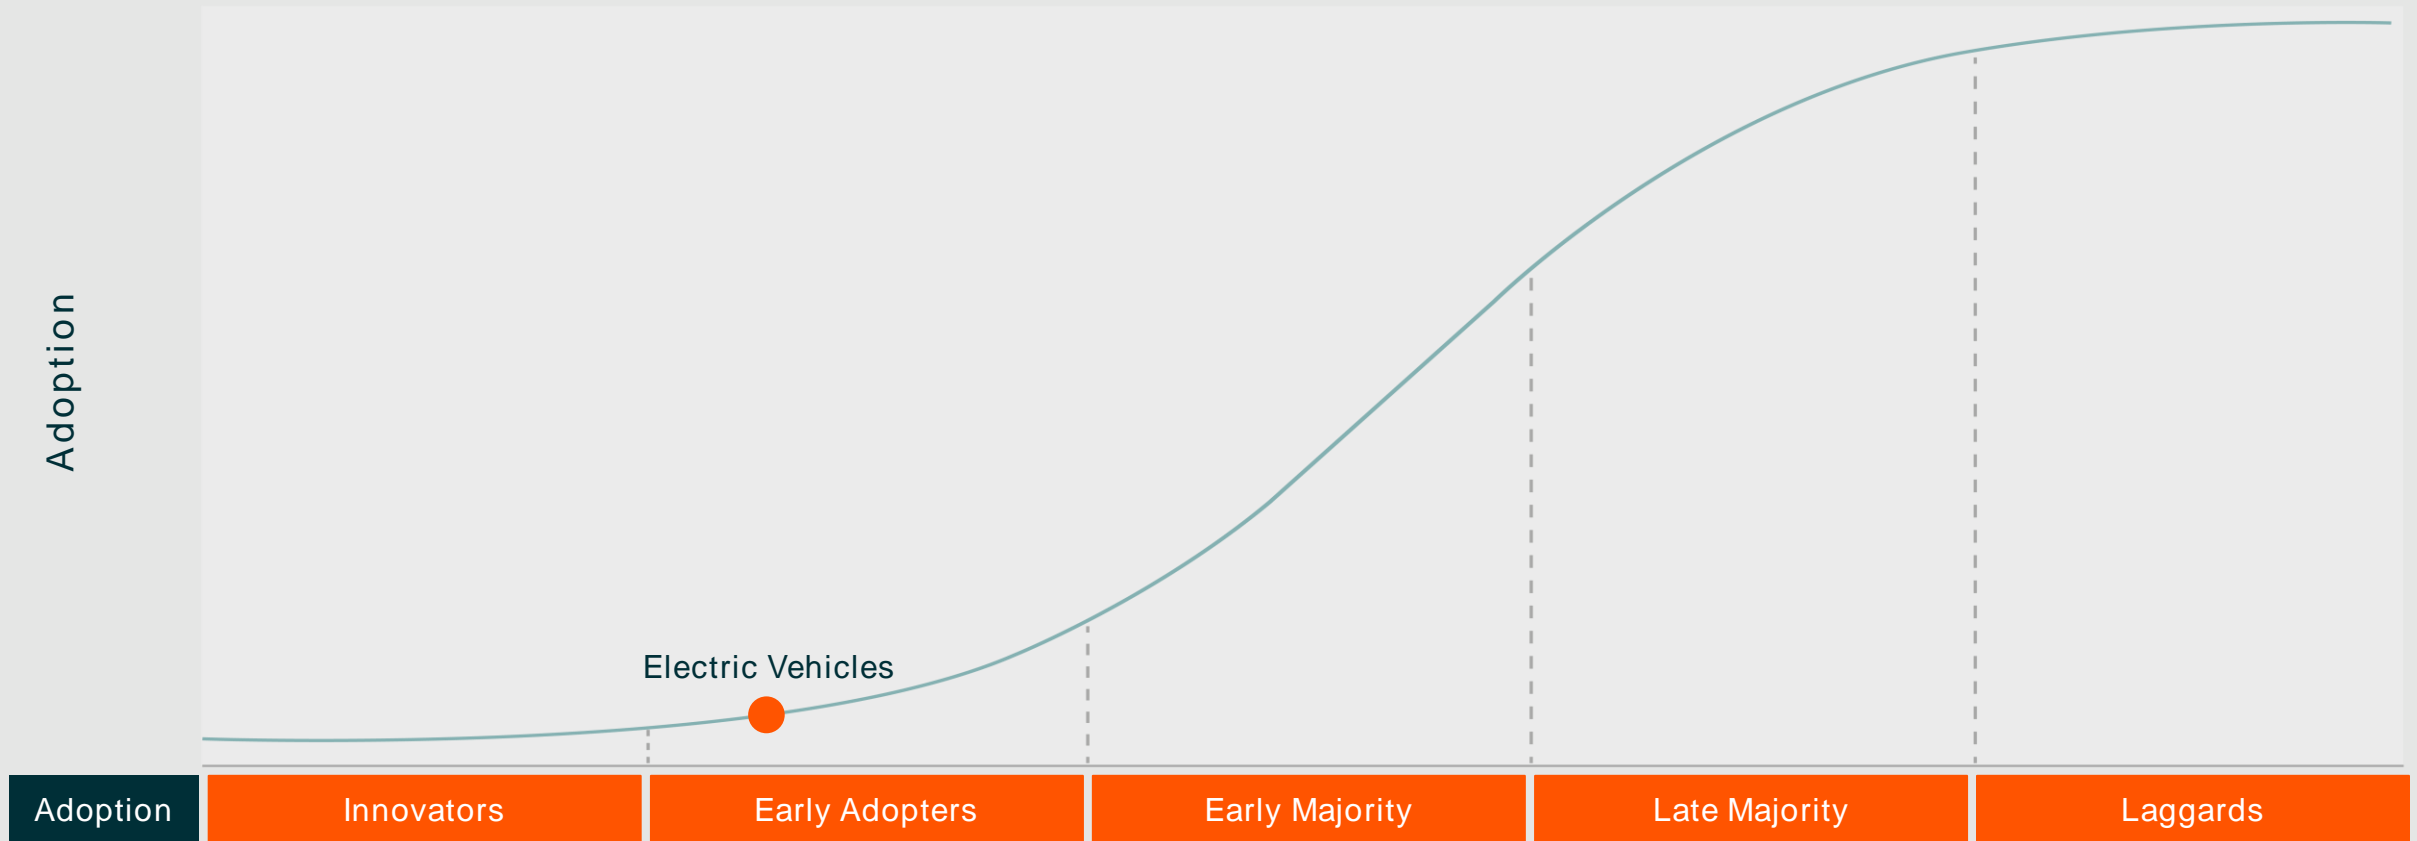 Adoption
Electric Vehicles
Adoption
Innovators
Early Adopters
Early Majority
Late Majority
Laggards